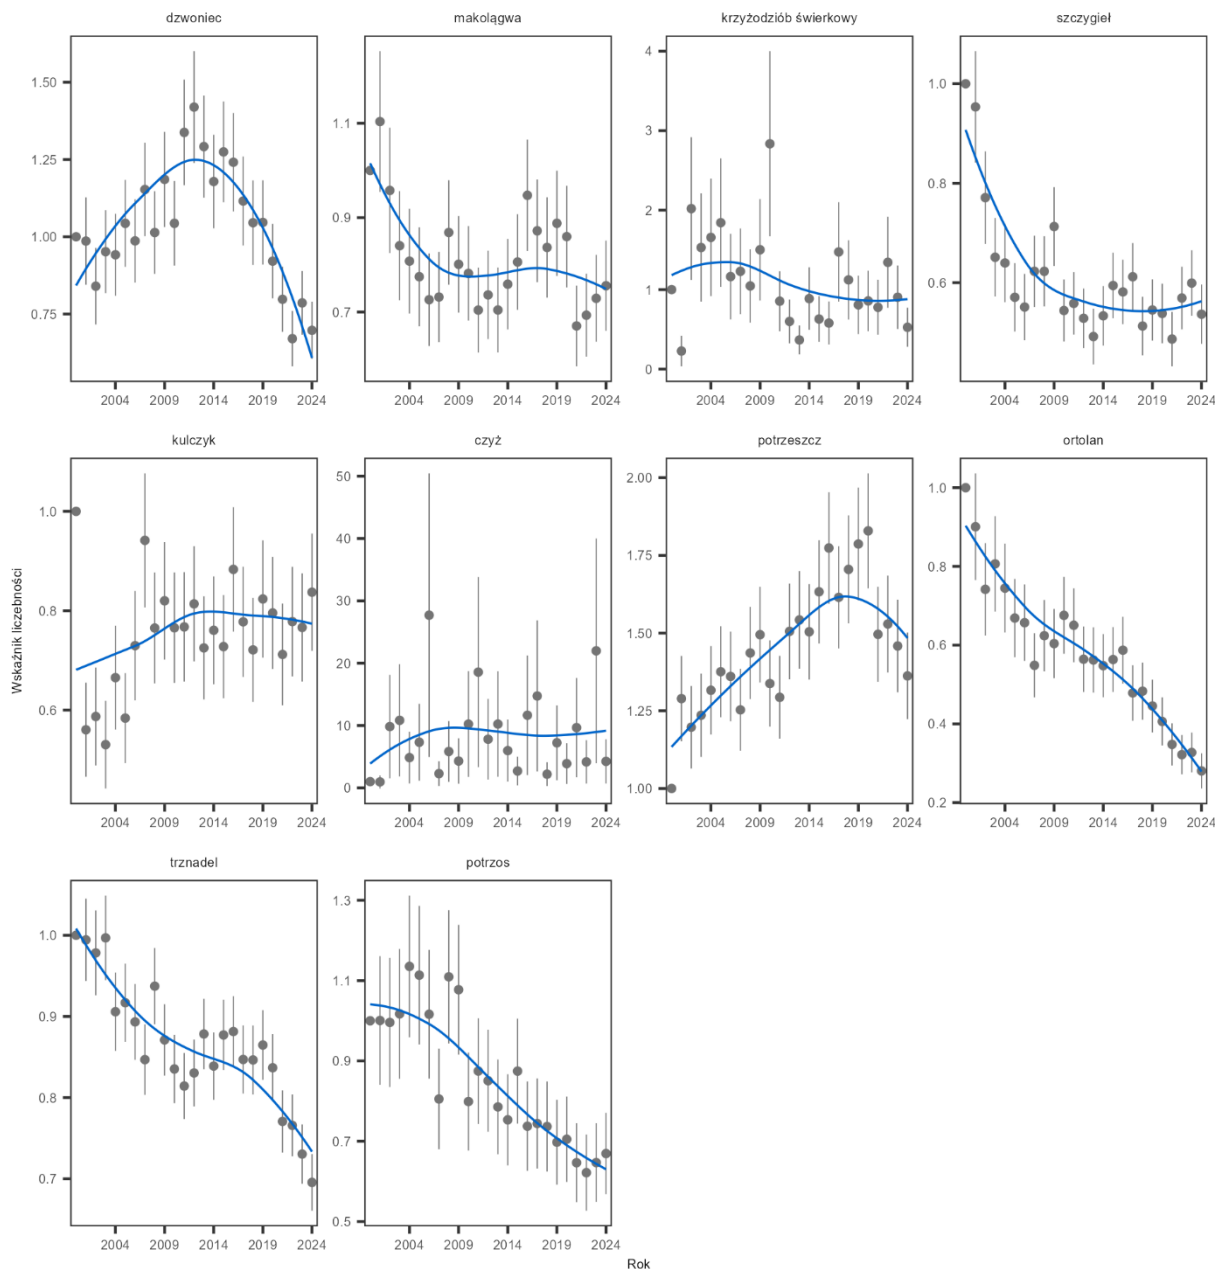 dzwoniec makolągwa krzyżodziób świerkowy szczygieł
1.50 1.25 1.00 0.75
1.1 0.9 0.7
4 3 2 1 0
1.0 0.8 0.6
2004 2009 2014 2019 2024 2004 2009 2014 2019 2024 2004 2009 2014 2019 2024 2004 2009 2014 2019 2024
kulczyk czyż potrzeszcz ortolan
1.0 0.8 0.6
50 40 30 20 10 0
2.00 1.75 1.50 1.25 1.00
1.0 0.8 0.6 0.4 0.2
2004 2009 2014 2019 2024 2004 2009 2014 2019 2024 2004 2009 2014 2019 2024 2004 2009 2014 2019 2024
Wskaźnik liczebności
trznadel potrzos
1.0 0.9 0.8 0.7
1.3 1.1 0.9 0.7 0.5
2004 2009 2014 2019 2024 2004 2009 2014 2019 2024
Rok